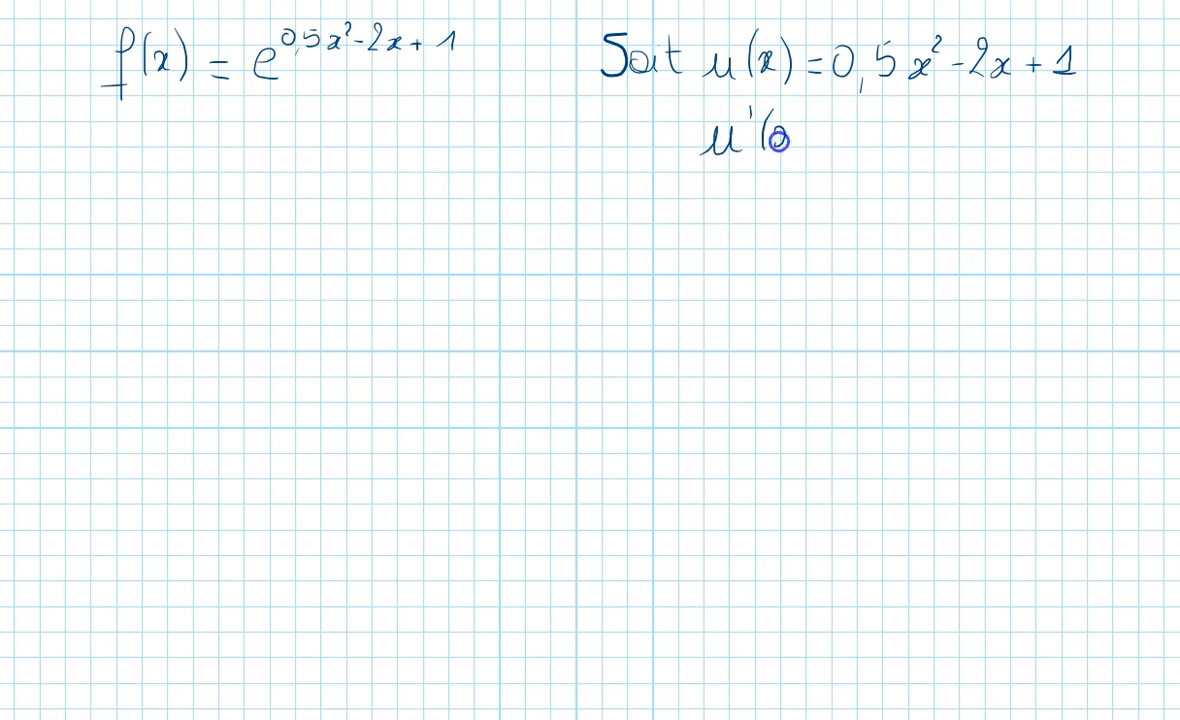 f(x) = e^{0,5x²-2x+1}
Soit u(x) = 0,5x² - 2x + 1
u'(